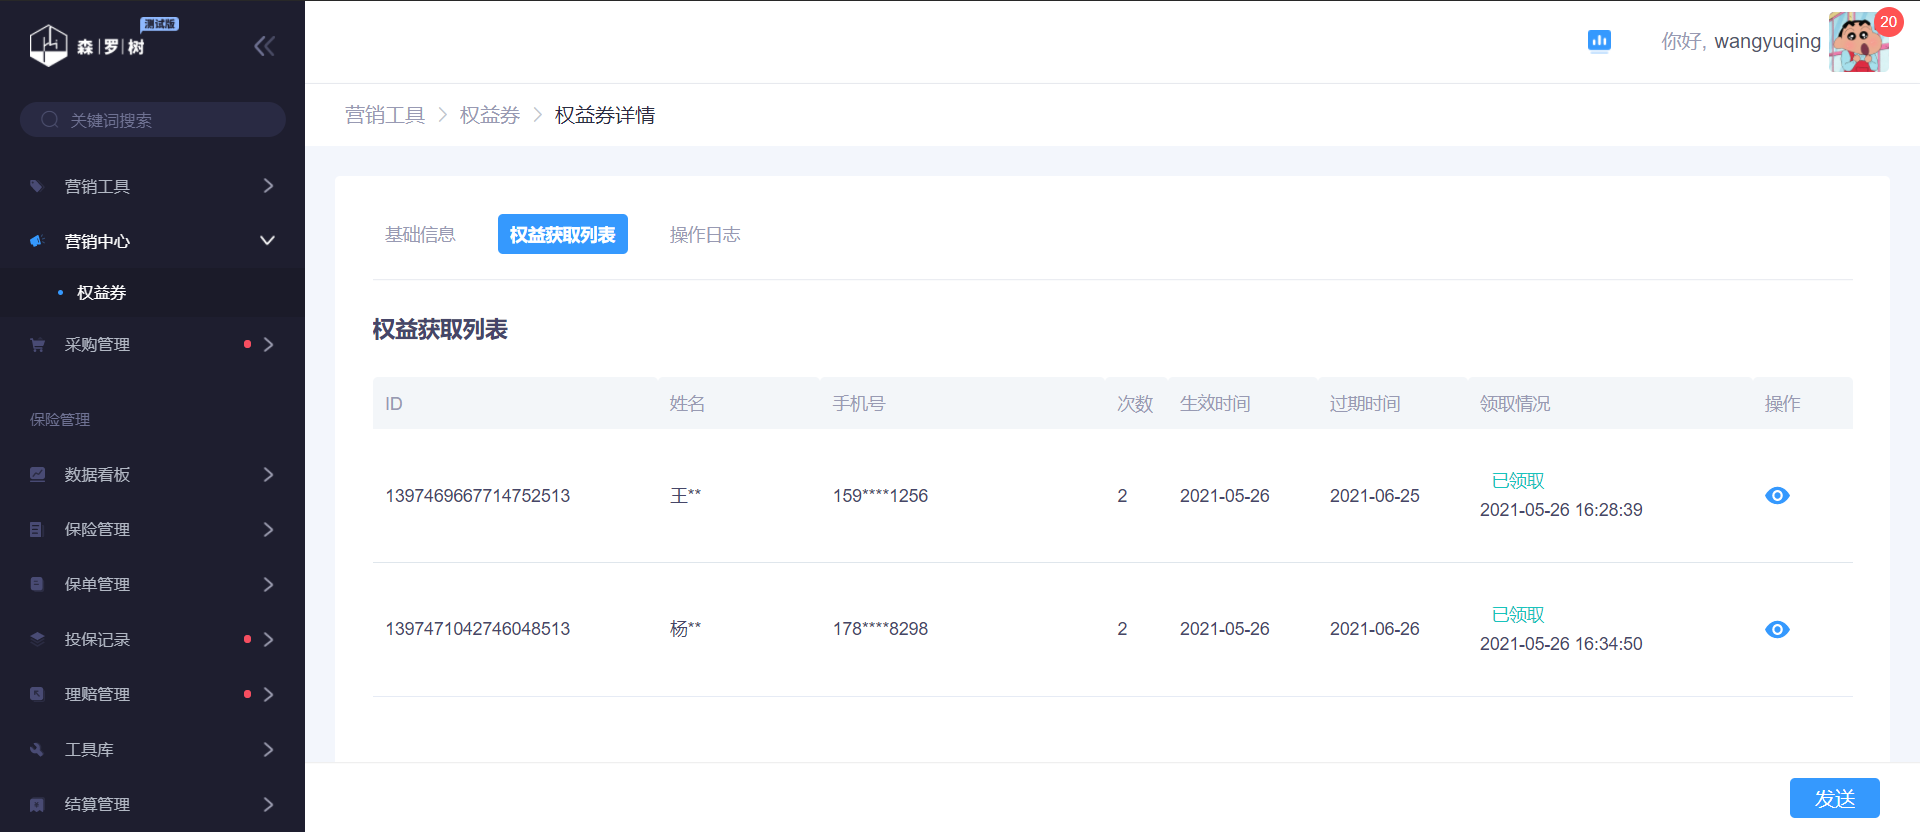 测试版
森罗树
关键词搜索
营销工具
营销中心
权益券
采购管理
保险管理
数据看板
保险管理
保单管理
投保记录
理赔管理
工具库
结算管理
你好, wangyuqing
20
营销工具 > 权益券 > 权益券详情
基础信息 权益获取列表 操作日志
权益获取列表
ID 姓名 手机号 次数 生效时间 过期时间 领取情况 操作
1397469667714752513 王** 159****1256 2 2021-05-26 2021-06-25 已领取
2021-05-26 16:28:39
1397471042746048513 杨** 178****8298 2 2021-05-26 2021-06-26 已领取
2021-05-26 16:34:50
发送